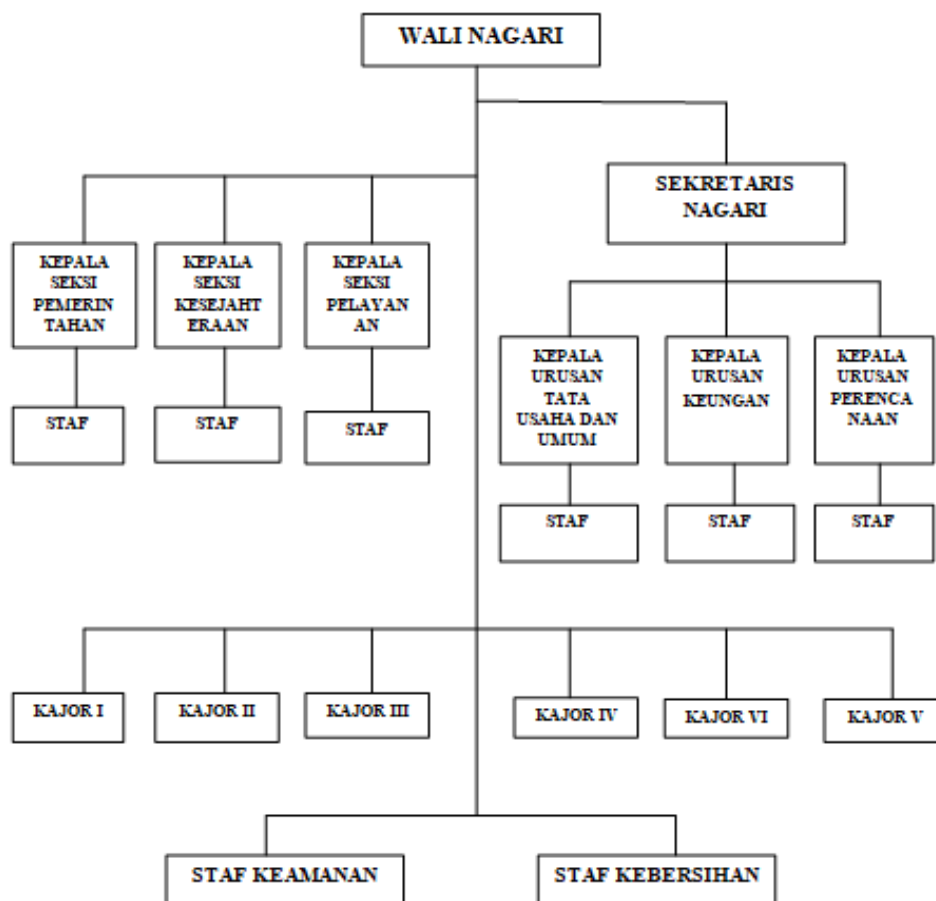 WALI NAGARI
SEKRETARIS
NAGARI
KEPALA
SEKSI
PEMERIN
TAHAN
KEPALA
SEKSI
KESEJAHT
ERAAN
KEPALA
SEKSI
PELAYAN
AN
KEPALA
URUSAN
TATA
USAHA DAN
UMUM
KEPALA
URUSAN
KEUNGAN
KEPALA
URUSAN
PERENCA
NAAN
STAF
STAF
STAF
STAF
STAF
STAF
KAJOR I
KAJOR II
KAJOR III
KAJOR IV
KAJOR VI
KAJOR V
STAF KEAMANAN
STAF KEBERSIHAN